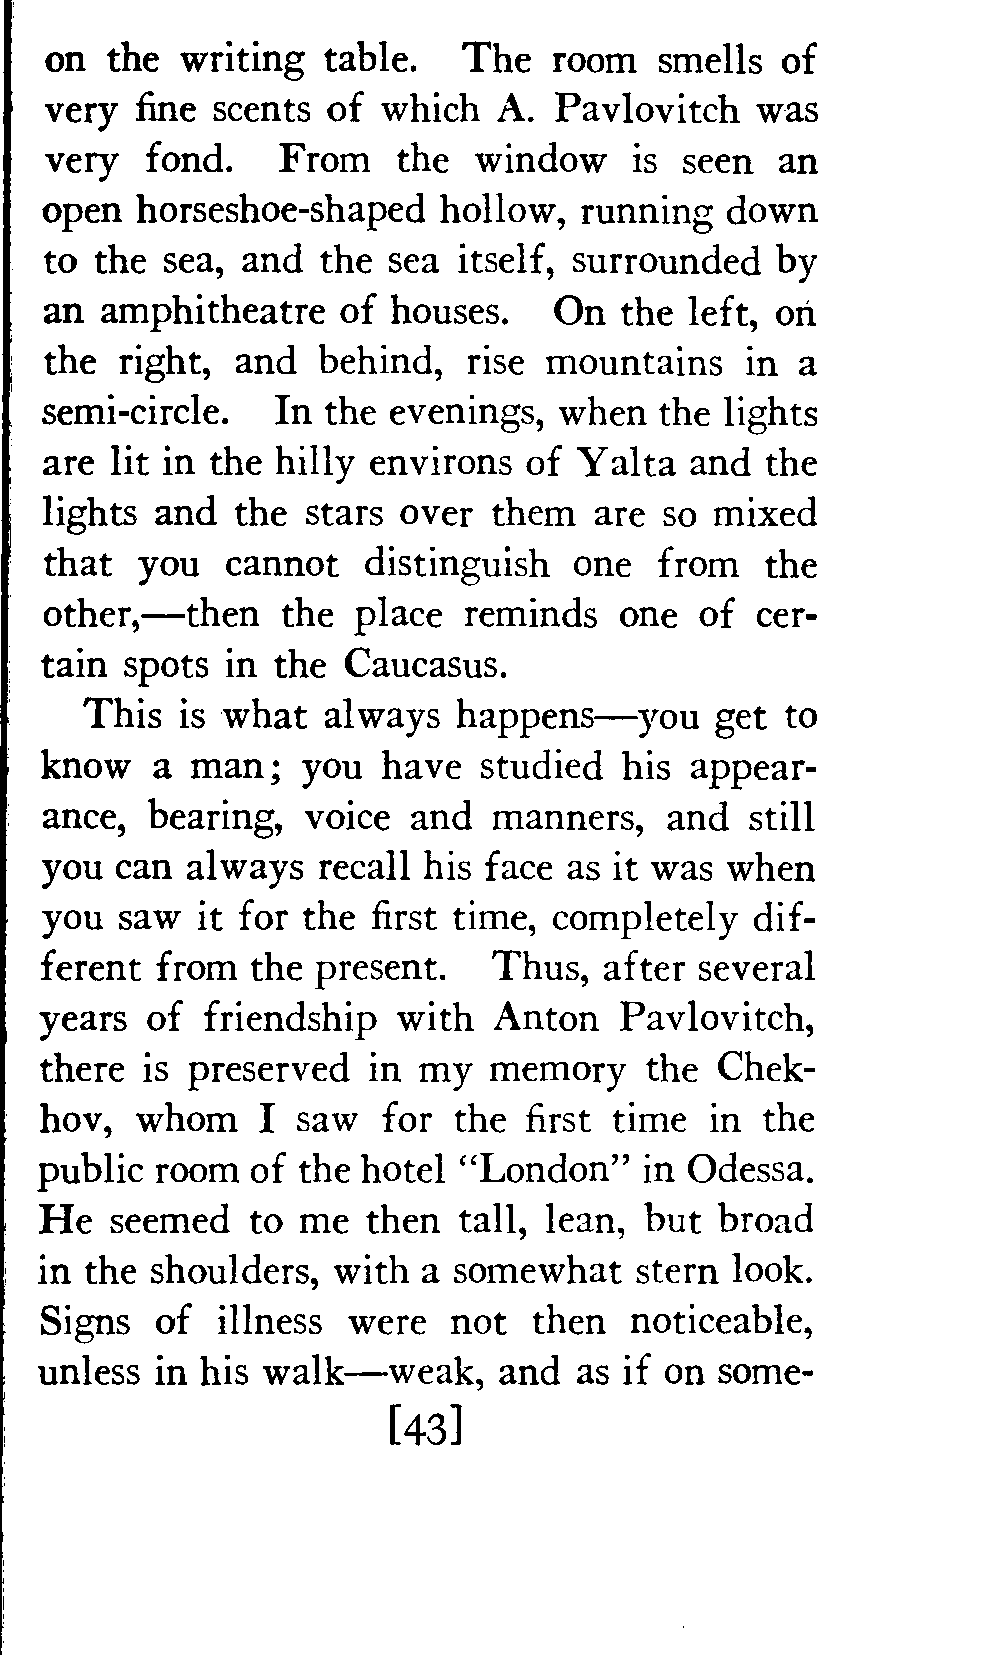 on the writing table. The room smells of
very fine scents of which A. Pavlovitch was
very fond. From the window is seen an
open horseshoe-shaped hollow, running down
to the sea, and the sea itself, surrounded by
an amphitheatre of houses. On the left, on
the right, and behind, rise mountains in a
semi-circle. In the evenings, when the lights
are lit in the hilly environs of Yalta and the
lights and the stars over them are so mixed
that you cannot distinguish one from the
other,—then the place reminds one of cer-
tain spots in the Caucasus.
This is what always happens—you get to
know a man; you have studied his appear-
ance, bearing, voice and manners, and still
you can always recall his face as it was when
you saw it for the first time, completely dif-
ferent from the present. Thus, after several
years of friendship with Anton Pavlovitch,
there is preserved in my memory the Chek-
hov, whom I saw for the first time in the
public room of the hotel “London” in Odessa.
He seemed to me then tall, lean, but broad
in the shoulders, with a somewhat stern look.
Signs of illness were not then noticeable,
unless in his walk—weak, and as if on some-
[43]